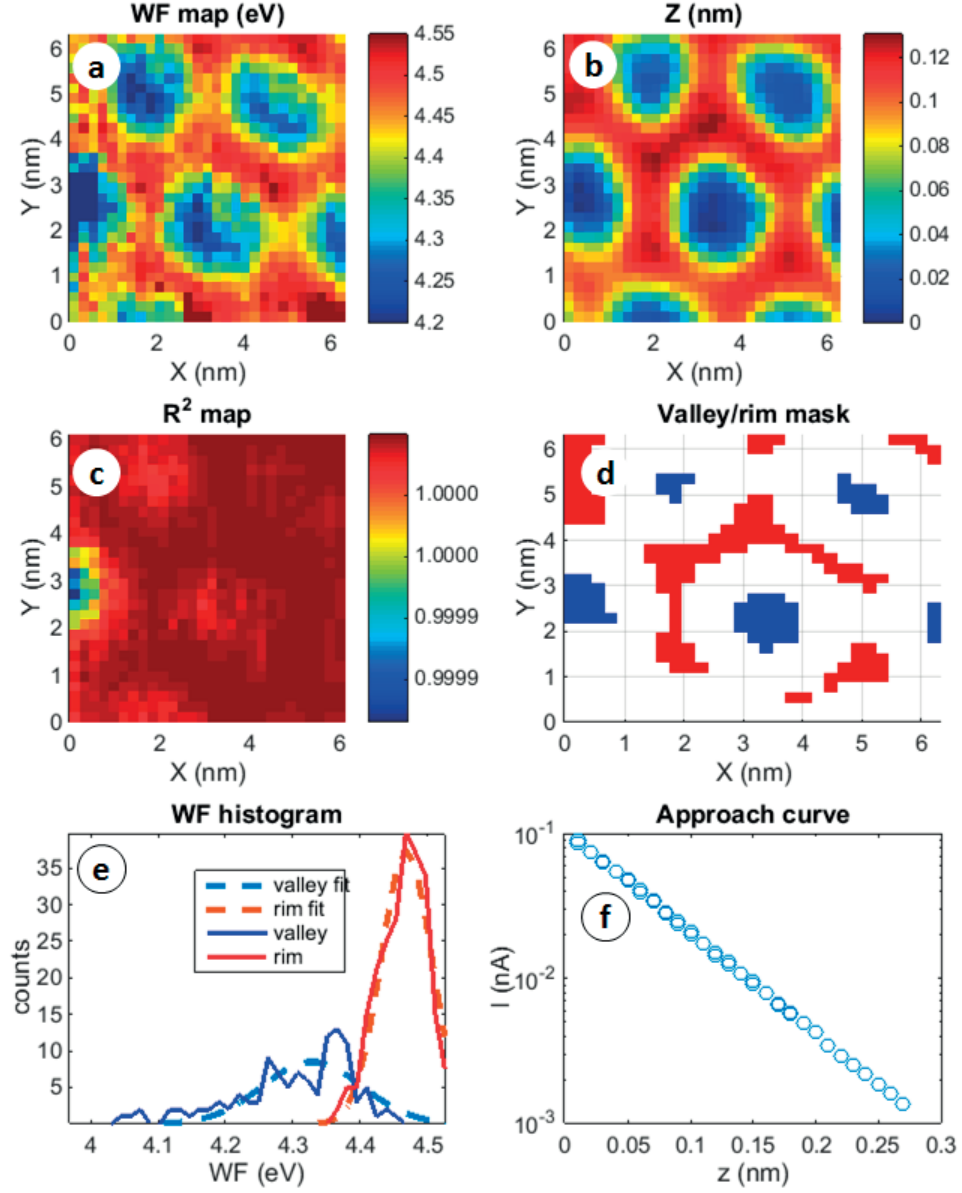 WF map (eV)
a
6
5
4
3
2
1
0
Y (nm)
0 2 4 6
X (nm)
4.55
4.5
4.45
4.4
4.35
4.3
4.25
4.2
Z (nm)
b
6
5
4
3
2
1
0
Y (nm)
0 2 4 6
X (nm)
0.12
0.1
0.08
0.06
0.04
0.02
0
R² map
c
6
5
4
3
2
1
0
Y (nm)
0 2 4 6
X (nm)
1.0000
1.0000
0.9999
0.9999
Valley/rim mask
d
6
5
4
3
2
1
0
Y (nm)
0 1 2 3 4 5 6
X (nm)
WF histogram
e
35
30
25
20
15
10
5
counts
valley fit
rim fit
valley
rim
4 4.1 4.2 4.3 4.4 4.5
WF (eV)
Approach curve
f
10⁻¹
10⁻²
10⁻³
I (nA)
0 0.05 0.1 0.15 0.2 0.25 0.3
z (nm)